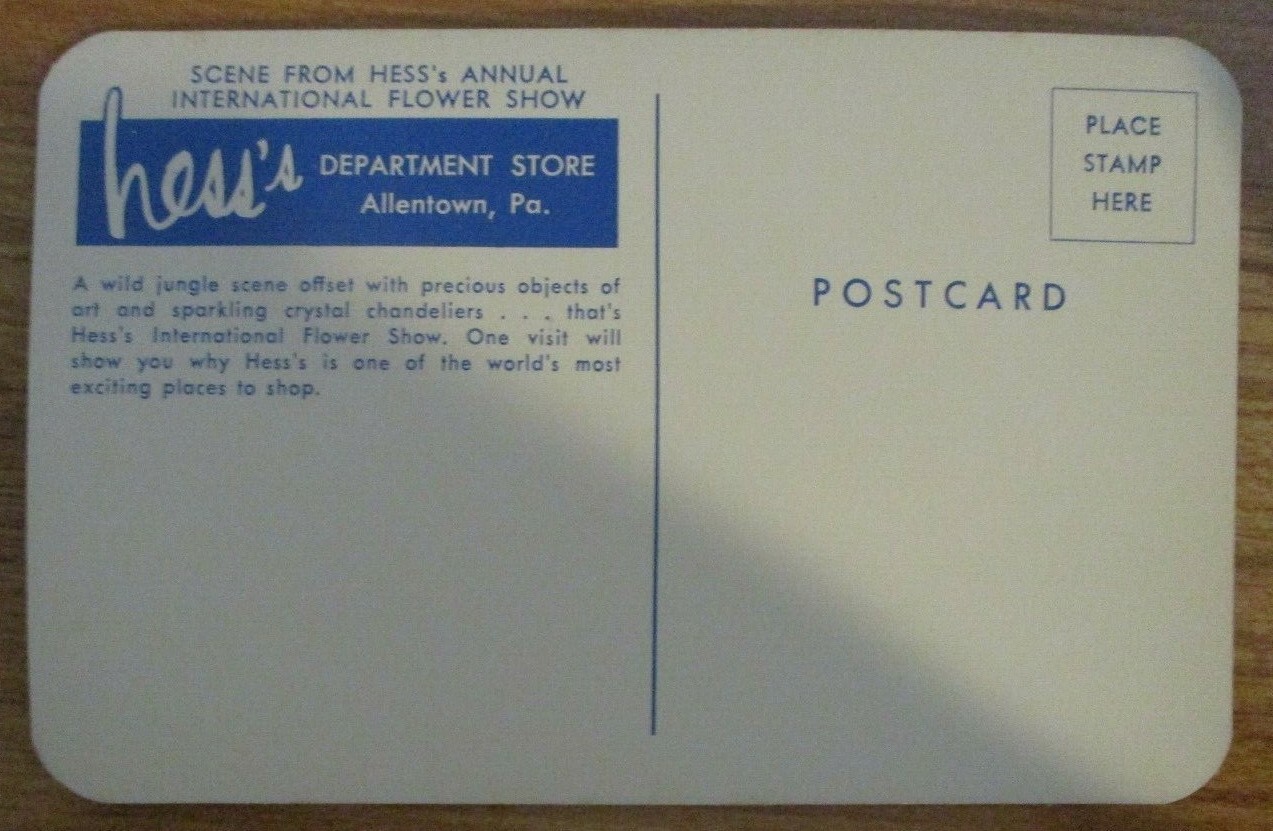 SCENE FROM HESS's ANNUAL
INTERNATIONAL FLOWER SHOW
hess's DEPARTMENT STORE
Allentown, Pa.
A wild jungle scene offset with precious objects of
art and sparkling crystal chandeliers . . . that's
Hess's International Flower Show. One visit will
show you why Hess's is one of the world's most
exciting places to shop.
PLACE
STAMP
HERE
POSTCARD